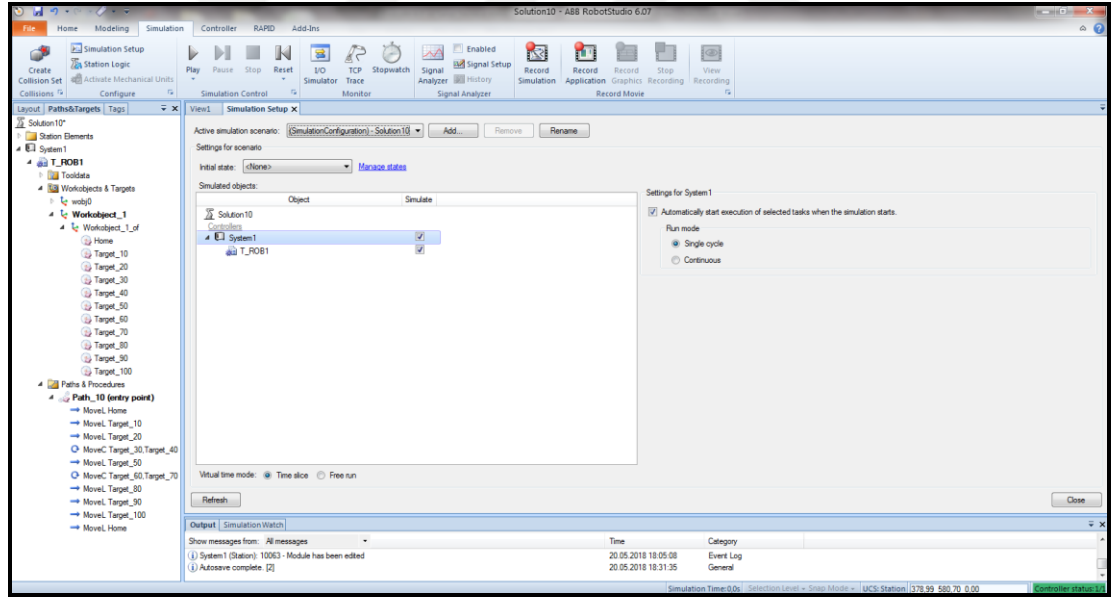 Solution10 - ABB RobotStudio 6.07
File Home Modeling Simulation Controller RAPID Add-Ins
Create Collision Set
Simulation Setup
Station Logic
Activate Mechanical Units
Play Pause Stop Reset
I/O Simulator
TCP Trace
Stopwatch
Signal Analyzer
Enabled
Signal Setup
History
Record Simulation
Record Application
Record Graphics
Stop Recording
View Recording
Collisions Configure Simulation Control Monitor Signal Analyzer Record Movie
Layout Paths&Targets Tags
View1 Simulation Setup X
Solution10*
Station Elements
System1
T_ROB1
Tooldata
Workobjects & Targets
wobj0
Workobject_1
Workobject_1_of
Home
Target_10
Target_20
Target_30
Target_40
Target_50
Target_60
Target_70
Target_80
Target_90
Target_100
Paths & Procedures
Path_10 (entry point)
MoveL Home
MoveL Target_10
MoveL Target_20
MoveC Target_30,Target_40
MoveL Target_50
MoveC Target_60,Target_70
MoveL Target_80
MoveL Target_90
MoveL Target_100
MoveL Home
Active simulation scenario: (SimulationConfiguration) - Solution10 Add... Remove Rename
Settings for scenario
Initial state: <None> Manage states
Simulated objects:
Object Simulate
Solution10
Controllers
System1
T_ROB1
Settings for System1
Automatically start execution of selected tasks when the simulation starts.
Run mode
Single cycle
Continuous
Virtual time mode: Time slice Free run
Refresh Close
Output Simulation Watch
Show messages from: All messages Time Category
System1 (Station): 10063 - Module has been edited 20.05.2018 18:05:08 Event Log
Autosave complete. [2] 20.05.2018 18:31:35 General
Simulation Time: 0,0s Selection Level Snap Mode UCS: Station 378,99 580,70 0,00 Controller status: 1/1